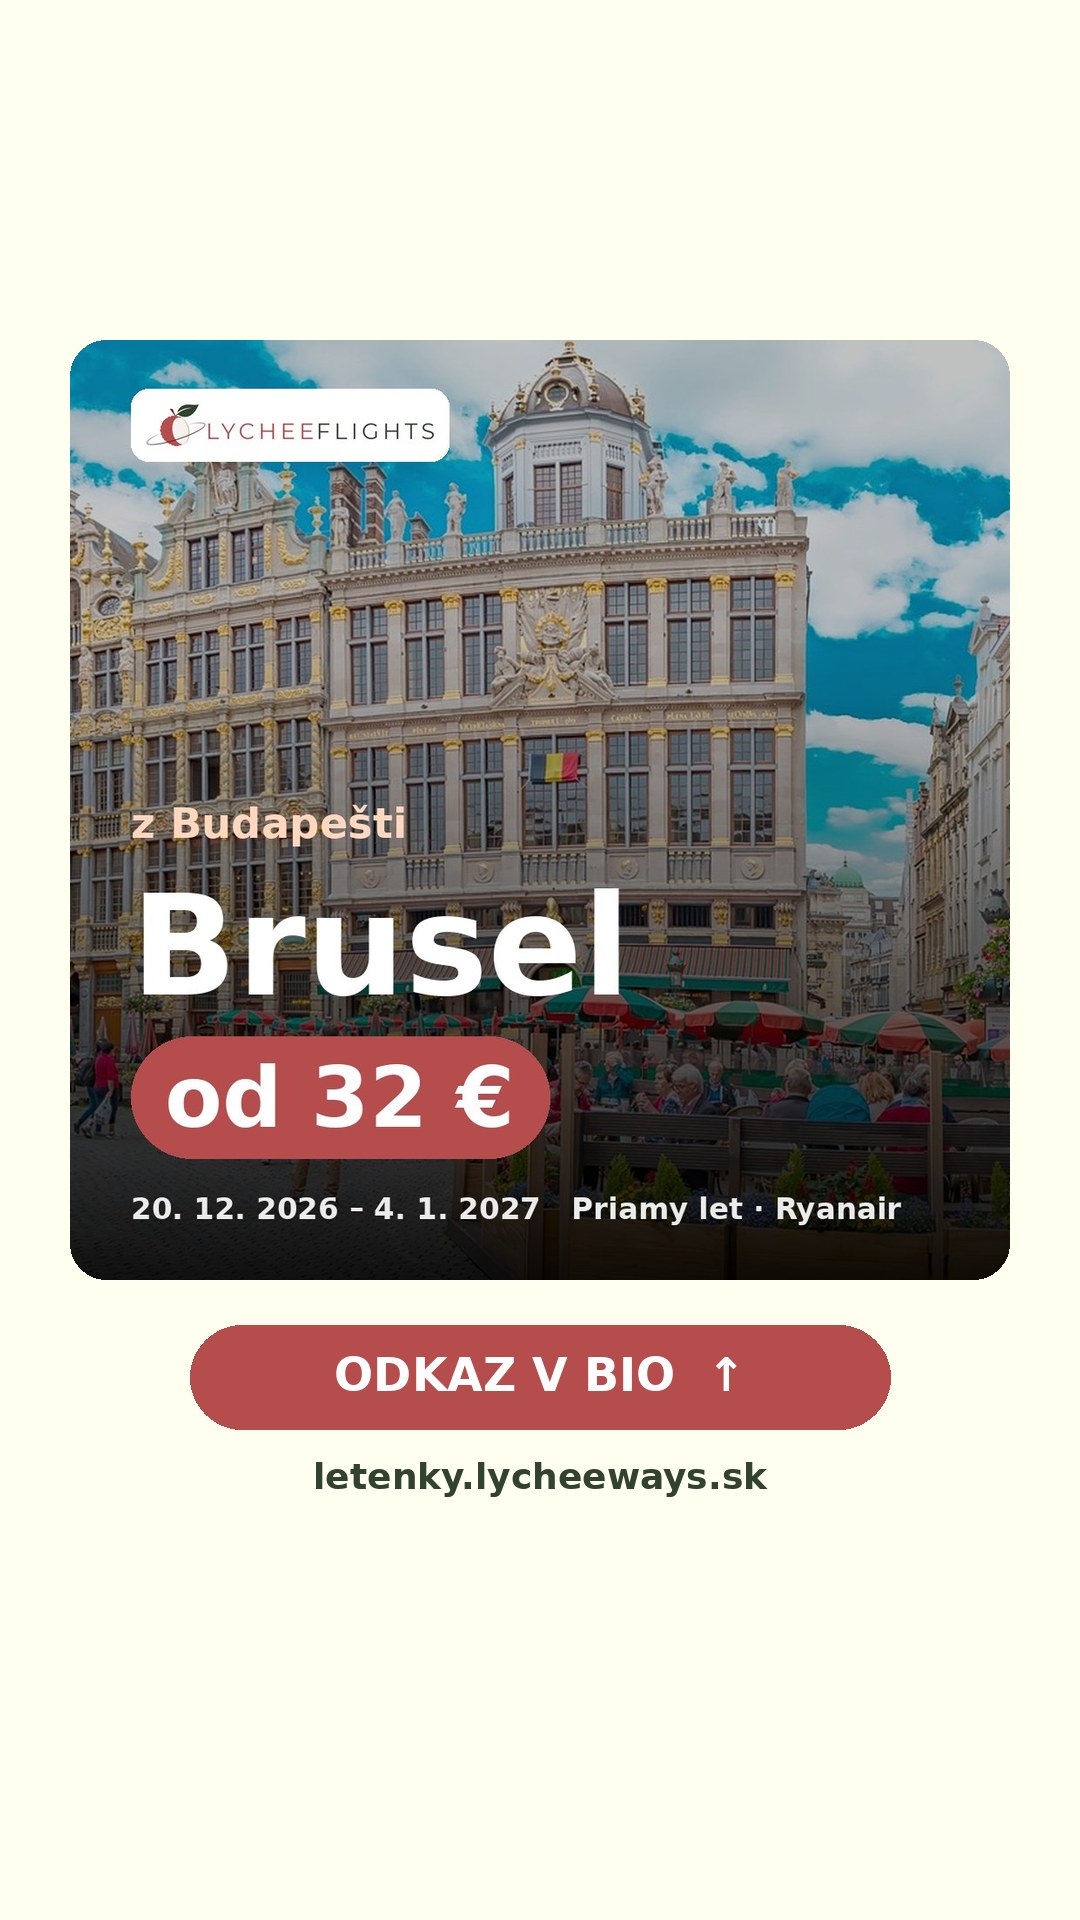 LYCHEEFLIGHTS
z Budapešti
Brusel
od 32 €
20. 12. 2026 – 4. 1. 2027 Priamy let · Ryanair
ODKAZ V BIO ↑
letenky.lycheeways.sk